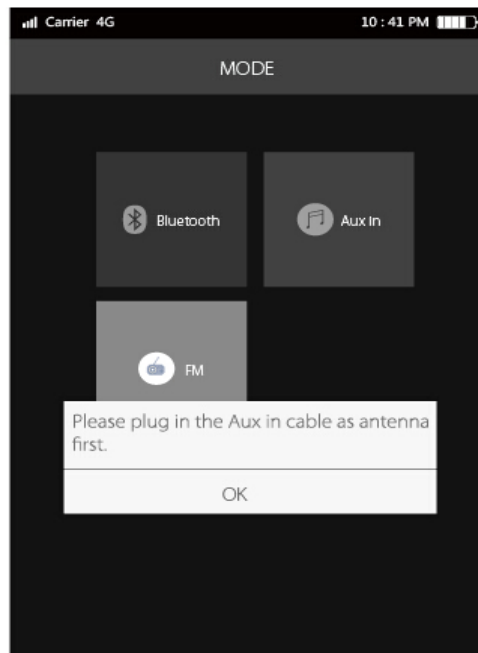 Carrier 4G 10 : 41 PM
MODE
Bluetooth Aux in
FM
Please plug in the Aux in cable as antenna
first.
OK